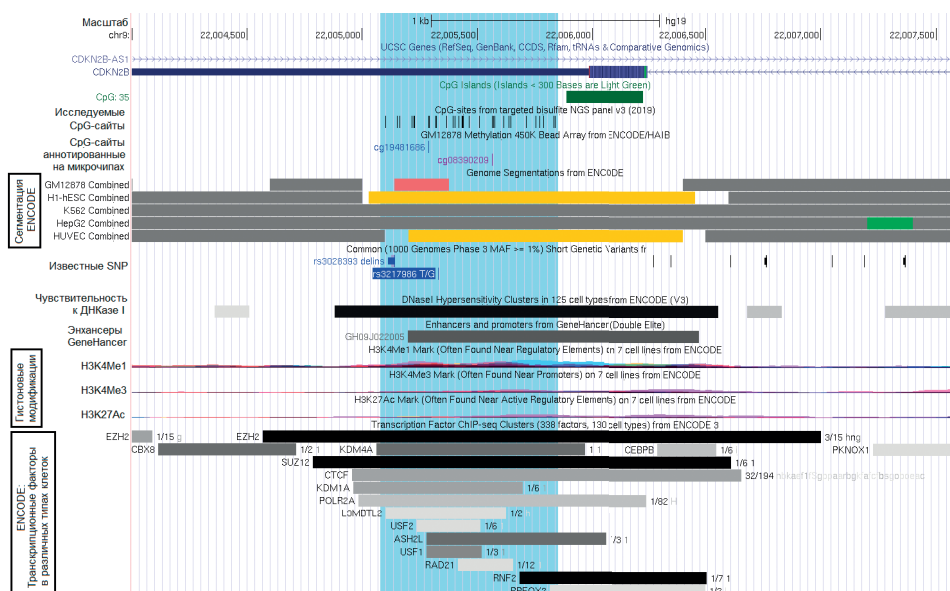 Масштаб 1 kb hg19
chr9: 22,004,500 22,005,000 22,005,500 22,006,000 22,006,500 22,007,000 22,007,500
UCSC Genes (RefSeq, GenBank, CCDS, Rfam, tRNAs & Comparative Genomics)
CDKN2B-AS1
CDKN2B
CpG Islands (Islands < 300 Bases are Light Green)
CpG: 35
CpG-sites from targeted bisulfite NGS panel v3 (2019)
Исследуемые
CpG-сайты
GM12878 Methylation 450K Bead Array from ENCODE/HAIB
CpG-сайты
аннотированные
на микрочипах
cg19481686
cg08390209
Genome Segmentations from ENCODE
Сегментация
ENCODE
GM12878 Combined
H1-hESC Combined
K562 Combined
HepG2 Combined
HUVEC Combined
Common (1000 Genomes Phase 3 MAF >= 1%) Short Genetic Variants fr
Известные SNP
rs3028393 delins
rs3217986 T/G
Чувствительность
к ДНКазе I
DNaseI Hypersensitivity Clusters in 125 cell types from ENCODE (V3)
Энхансеры
GeneHancer
Enhancers and promoters from GeneHancer (Double Elite)
GH09J022005
Гистоновые
модификации
H3K4Me1 Mark (Often Found Near Regulatory Elements) on 7 cell lines from ENCODE
H3K4Me1
H3K4Me3 Mark (Often Found Near Promoters) on 7 cell lines from ENCODE
H3K4Me3
H3K27Ac Mark (Often Found Near Active Regulatory Elements) on 7 cell lines from ENCODE
H3K27Ac
ENCODE:
Транскрипционные факторы
в различных типах клеток
Transcription Factor ChIP-seq Clusters (338 factors, 130 cell types) from ENCODE 3
EZH2 1/15 g EZH2 3/15 hng
CBX8 1/2 KDM4A 1 1 CEBPB 1/6 PKNOX1
SUZ12 1/6 1
CTCF 32/194
KDM1A 1/6
POLR2A 1/82 H
L3MBTL2 1/2
USF2 1/6
ASH2L 1/3 1
USF1 1/3
RAD21 1/12
RNF2 1/7 1